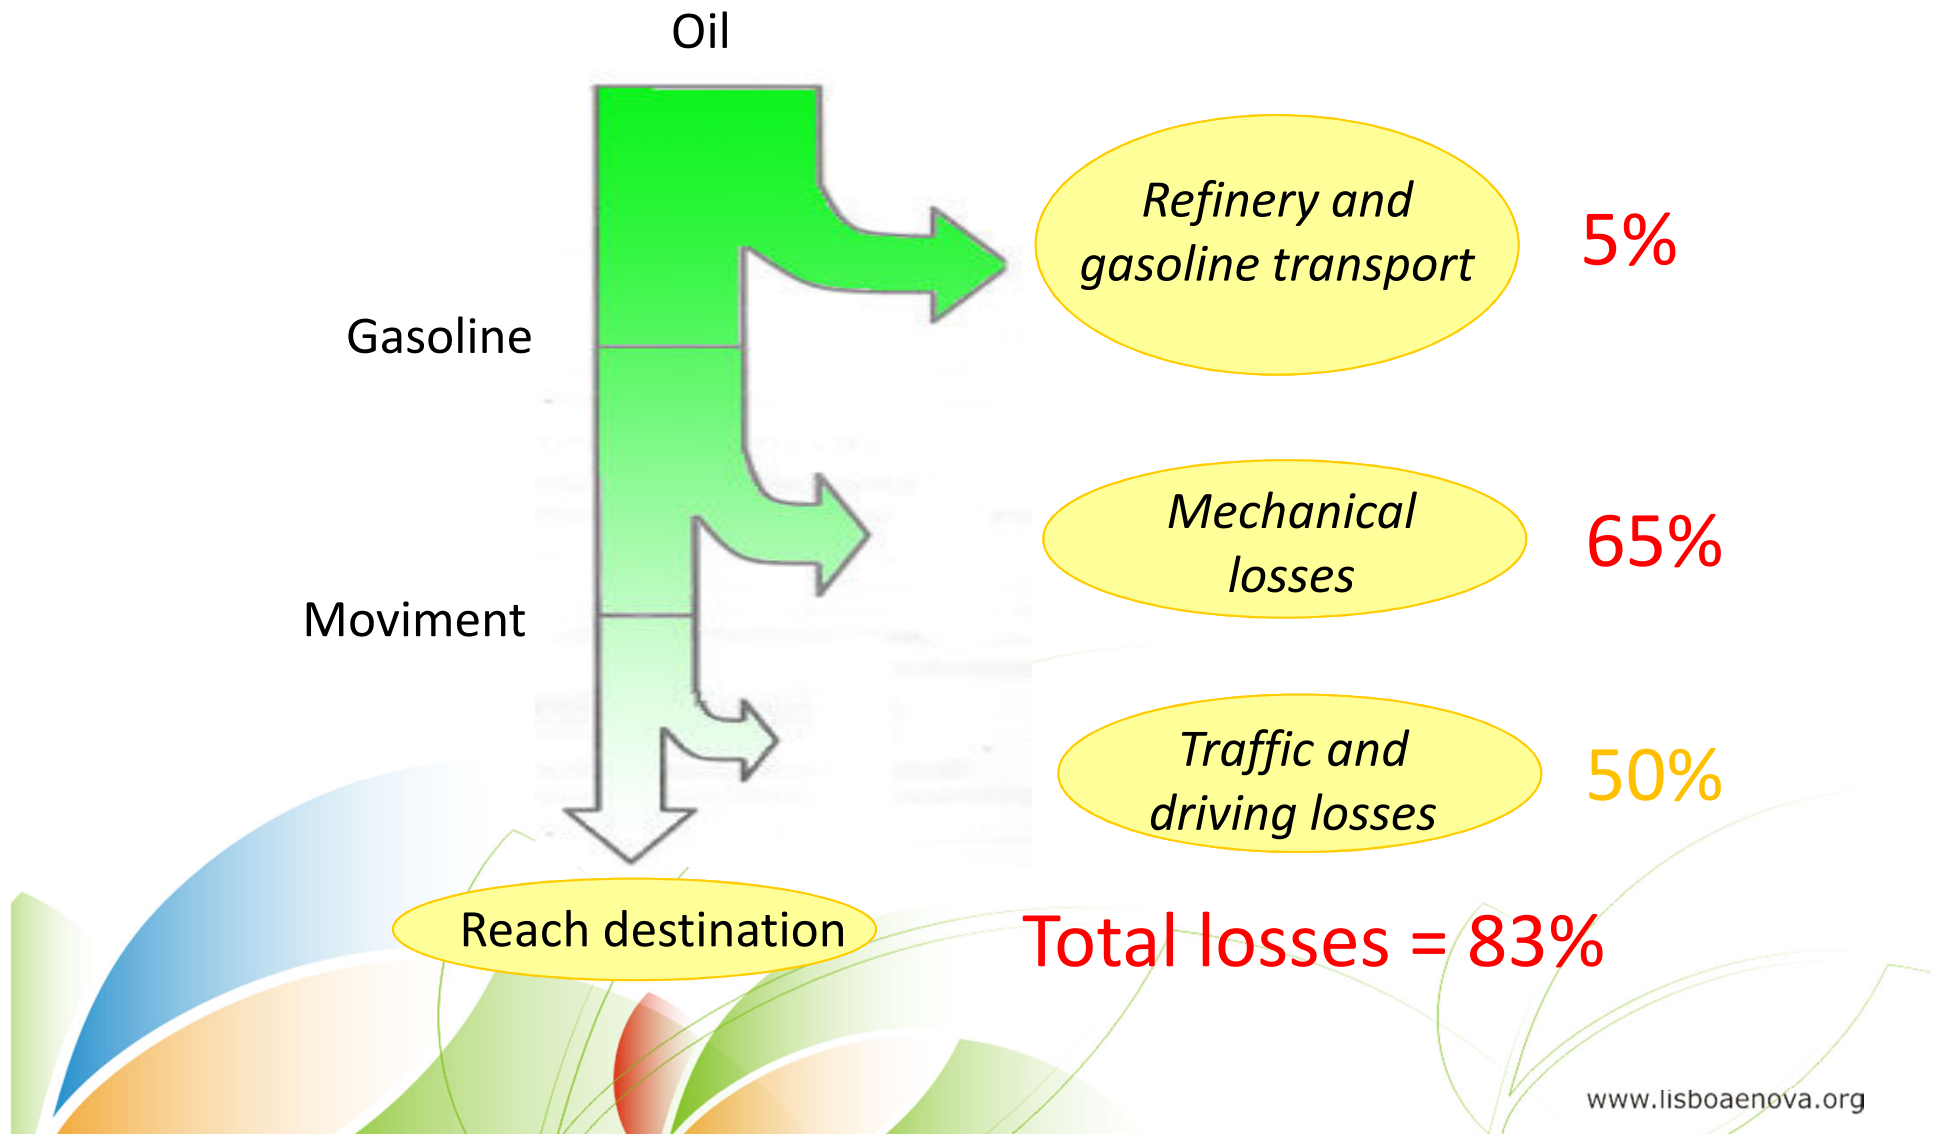 Oil
Refinery and
gasoline transport
5%
Gasoline
Mechanical
losses
65%
Moviment
Traffic and
driving losses
50%
Reach destination
Total losses = 83%
www.lisboaenova.org